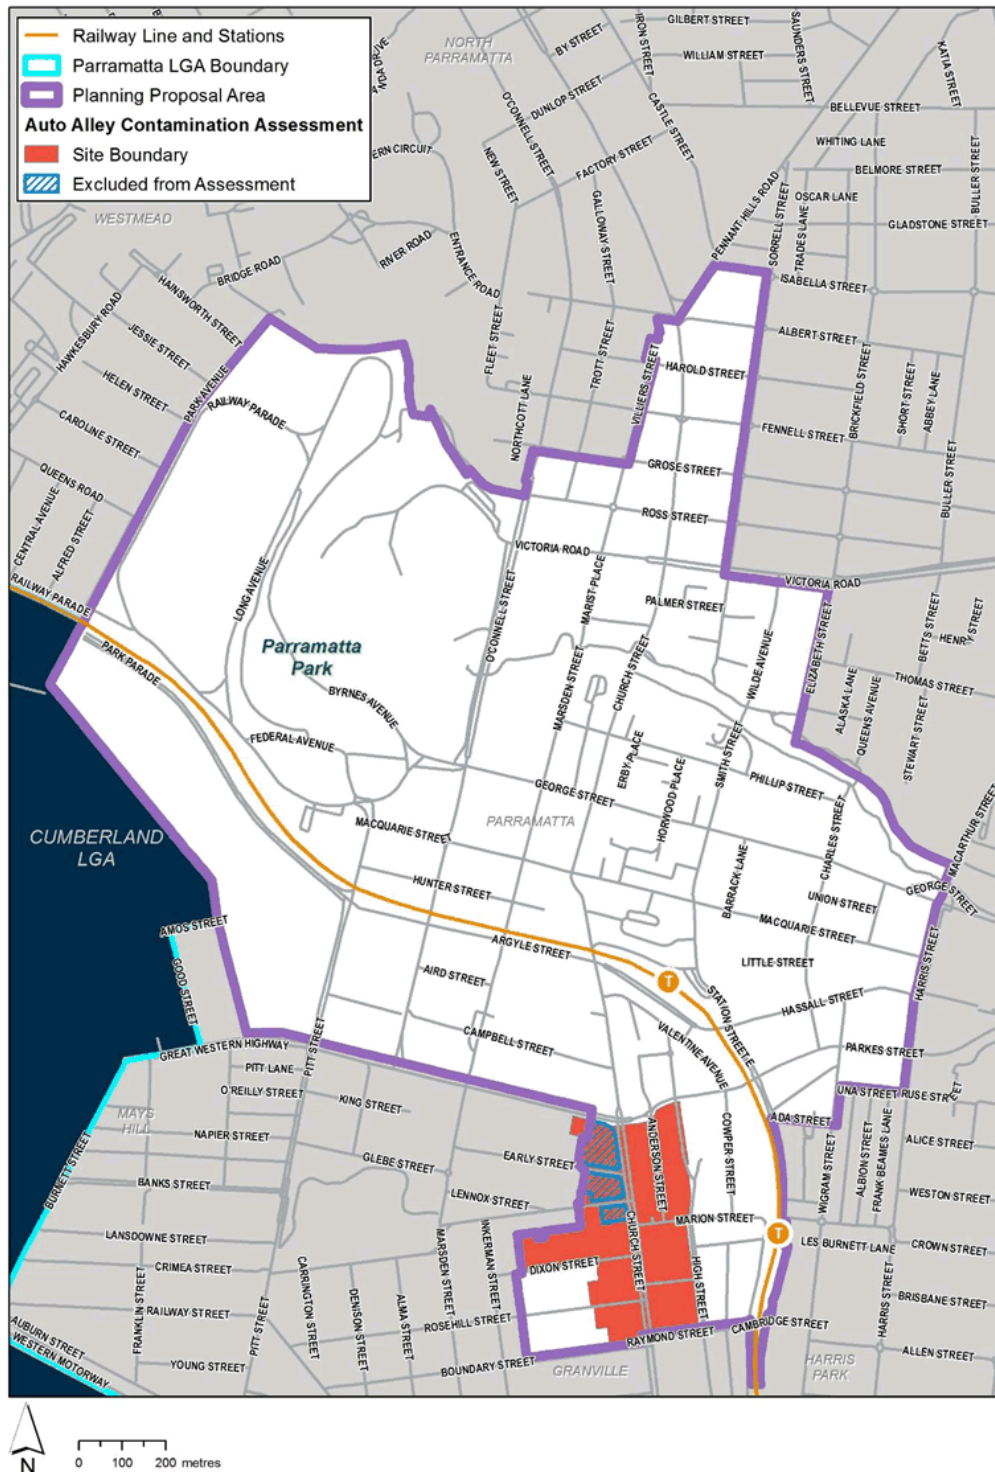 Railway Line and Stations
Parramatta LGA Boundary
Planning Proposal Area
Auto Alley Contamination Assessment
Site Boundary
Excluded from Assessment
NORTH
PARRAMATTA
GILBERT STREET
BY STREET
IRON STREET
WILLIAM STREET
SAUNDERS STREET
KATIA STREET
O'CONNELL STREET
DUNLOP STREET
CASTLE STREET
BELLEVUE STREET
WHITING LANE
ERN CIRCUIT
NEW STREET
FACTORY STREET
BELMORE STREET
BULLER STREET
PENNANT HILLS ROAD
SORRELL STREET
OSCAR LANE
TRADES LANE
GLADSTONE STREET
GALLOWAY STREET
WESTMEAD
RIVER ROAD
ENTRANCE ROAD
BRIDGE ROAD
ISABELLA STREET
HAINSWORTH STREET
HAWKESBURY ROAD
JESSIE STREET
FLEET STREET
TROTT STREET
VILLIERS STREET
ALBERT STREET
HELEN STREET
PARK AVENUE
RAILWAY PARADE
HAROLD STREET
BRICKFIELD STREET
SHORT STREET
ABBEY LANE
CAROLINE STREET
NORTHCOTT LANE
FENNELL STREET
QUEENS ROAD
GROSE STREET
BULLER STREET
CENTRAL AVENUE
ALFRED STREET
ROSS STREET
VICTORIA ROAD
VICTORIA ROAD
RAILWAY PARADE
LONG AVENUE
O'CONNELL STREET
MARIST PLACE
PALMER STREET
ELIZABETH STREET
BETTS STREET
HENRY STREET
PARK PARADE
Parramatta
Park
MARSDEN STREET
CHURCH STREET
WILDE AVENUE
ALASKA LANE
QUEENS AVENUE
THOMAS STREET
BYRNES AVENUE
STEWART STREET
FEDERAL AVENUE
ERBY PLACE
SMITH STREET
PHILLIP STREET
GEORGE STREET
HORWOOD PLACE
CUMBERLAND
LGA
MACQUARIE STREET
PARRAMATTA
CHARLES STREET
MACARTHUR STREET
HUNTER STREET
BARRACK LANE
UNION STREET
GEORGE STREET
AMOS STREET
MACQUARIE STREET
ARGYLE STREET
HARRIS STREET
GOOD STREET
AIRD STREET
T
LITTLE STREET
STATION STREET E
HASSALL STREET
CAMPBELL STREET
VALENTINE AVENUE
GREAT WESTERN HIGHWAY
PITT STREET
PARKES STREET
PITT LANE
O'REILLY STREET
KING STREET
UNA STREET
RUSE STREET
MAYS
HILL
ADA STREET
NAPIER STREET
ANDERSON STREET
COWPER STREET
ALICE STREET
BURNETT STREET
GLEBE STREET
EARLY STREET
WIGRAM STREET
ALBION STREET
FRANK BEAMES LANE
BANKS STREET
LENNOX STREET
WESTON STREET
MARION STREET
T
LANSDOWNE STREET
INKERMAN STREET
CHURCH STREET
LES BURNETT LANE
CROWN STREET
CRIMEA STREET
MARSDEN STREET
DIXON STREET
HIGH STREET
CARRINGTON STREET
BRISBANE STREET
FRANKLIN STREET
RAILWAY STREET
DENISON STREET
ALMA STREET
ROSEHILL STREET
HARRIS STREET
AUBURN STREET
PITT STREET
CAMBRIDGE STREET
RAYMOND STREET
WESTERN MOTORWAY
YOUNG STREET
BOUNDARY STREET
GRANVILLE
HARRIS
PARK
ALLEN STREET
N
0 100 200 metres